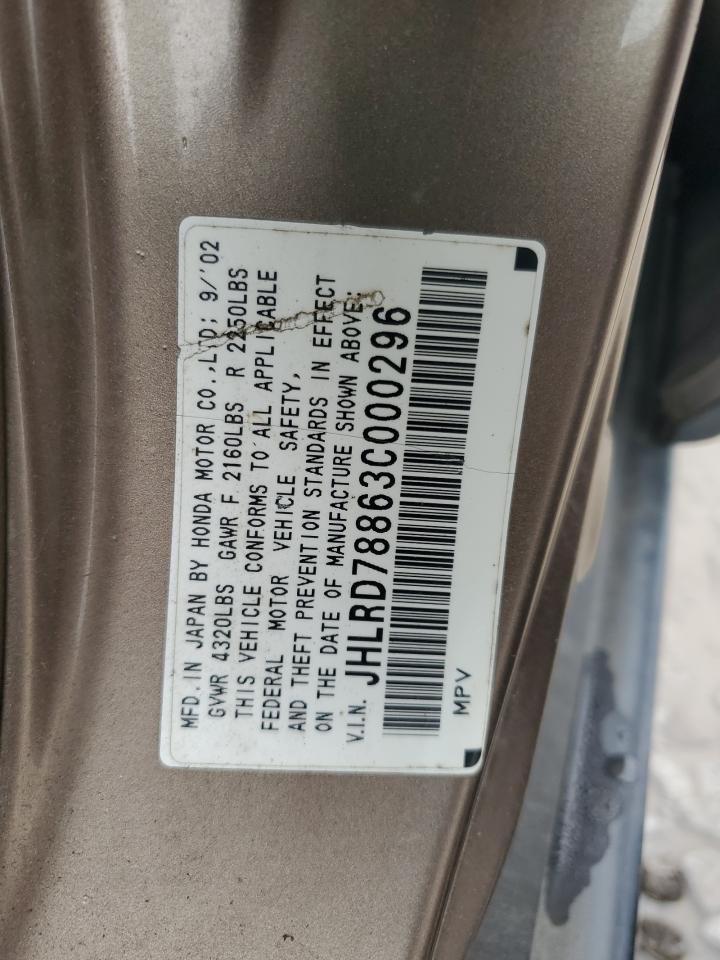 MFD. IN JAPAN BY HONDA MOTOR CO.,LTD; 9/'02
GVWR 4320LBS GAWR F 2160LBS R 2250LBS
THIS VEHICLE CONFORMS TO ALL APPLICABLE
FEDERAL MOTOR VEHICLE SAFETY,
AND THEFT PREVENTION STANDARDS IN EFFECT
ON THE DATE OF MANUFACTURE SHOWN ABOVE;
V.I.N. JHLRD78863C000296
MPV